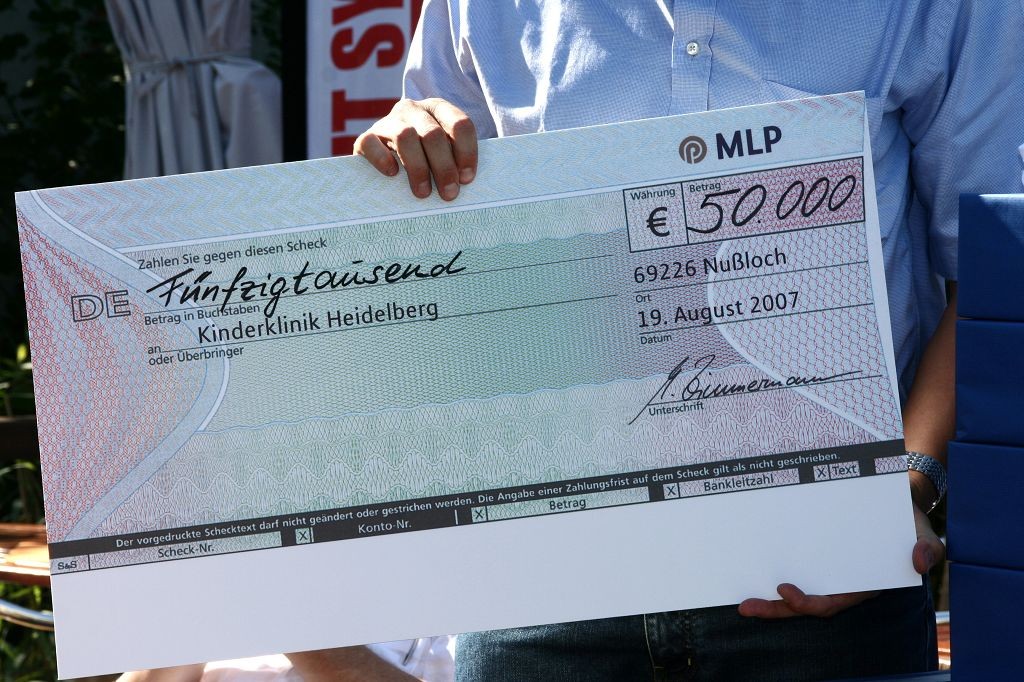 IT SY
MLP
Währung
€
Betrag
50.000
Zahlen Sie gegen diesen Scheck
Fünfzigtausend
DE
Betrag in Buchstaben
Kinderklinik Heidelberg
an
oder Überbringer
69226 Nußloch
Ort
19. August 2007
Datum
Unterschrift
Der vorgedruckte Schecktext darf nicht geändert oder gestrichen werden. Die Angabe einer Zahlungsfrist auf dem Scheck gilt als nicht geschrieben.
S&S
Scheck-Nr.
X
Konto-Nr.
X
Betrag
X
Bankleitzahl
X
Text